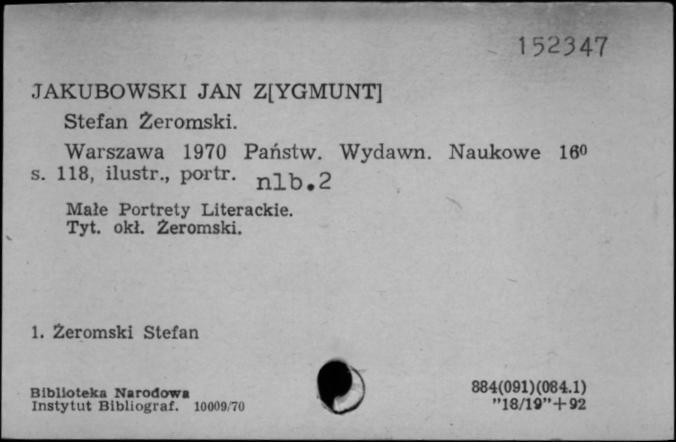 152347
JAKUBOWSKI JAN Z[YGMUNT]
Stefan Żeromski.
Warszawa 1970 Państw. Wydawn. Naukowe 16⁰
s. 118, ilustr., portr. nlb.2
Małe Portrety Literackie.
Tyt. okł. Żeromski.
1. Żeromski Stefan
Biblioteka Narodowa
Instytut Bibliograf. 10009/70
884(091)(084.1)
"18/19"+92